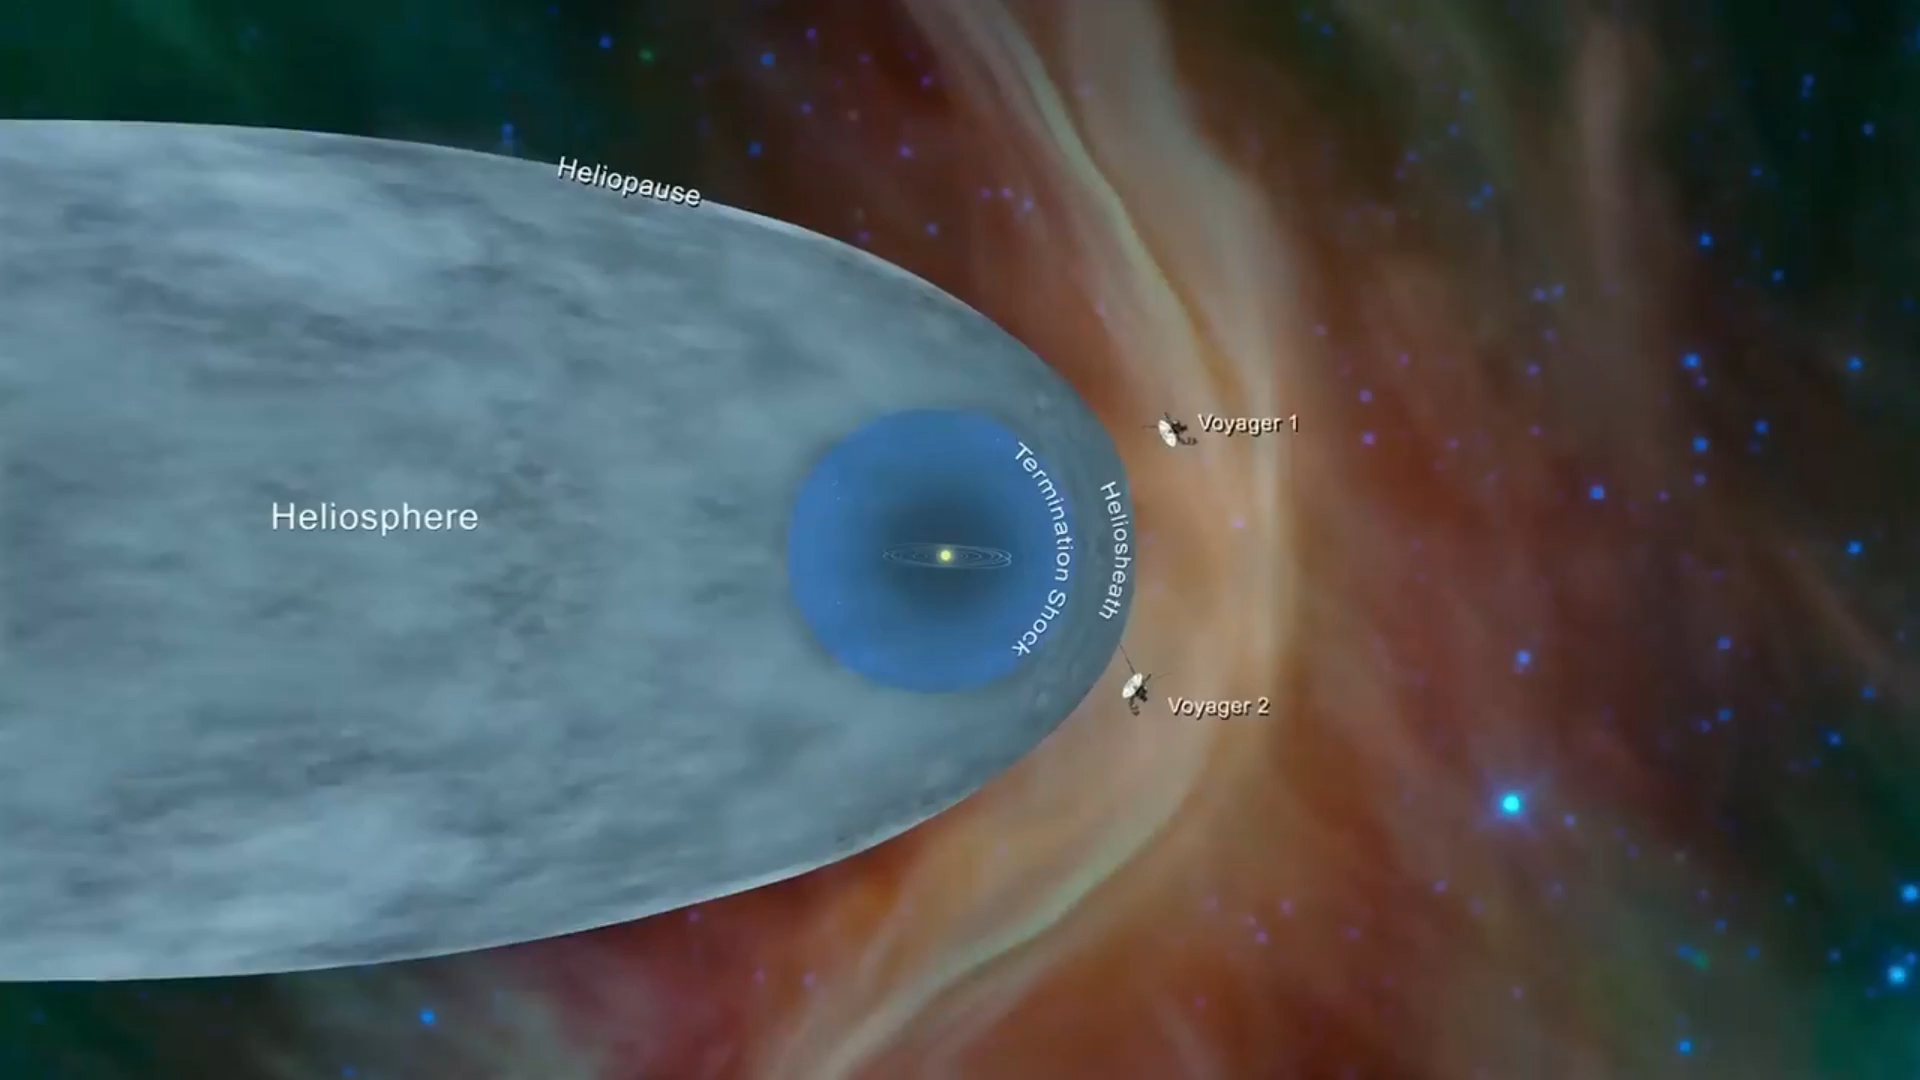 Heliopause
Voyager 1
Termination Shock
Heliosheath
Heliosphere
Voyager 2